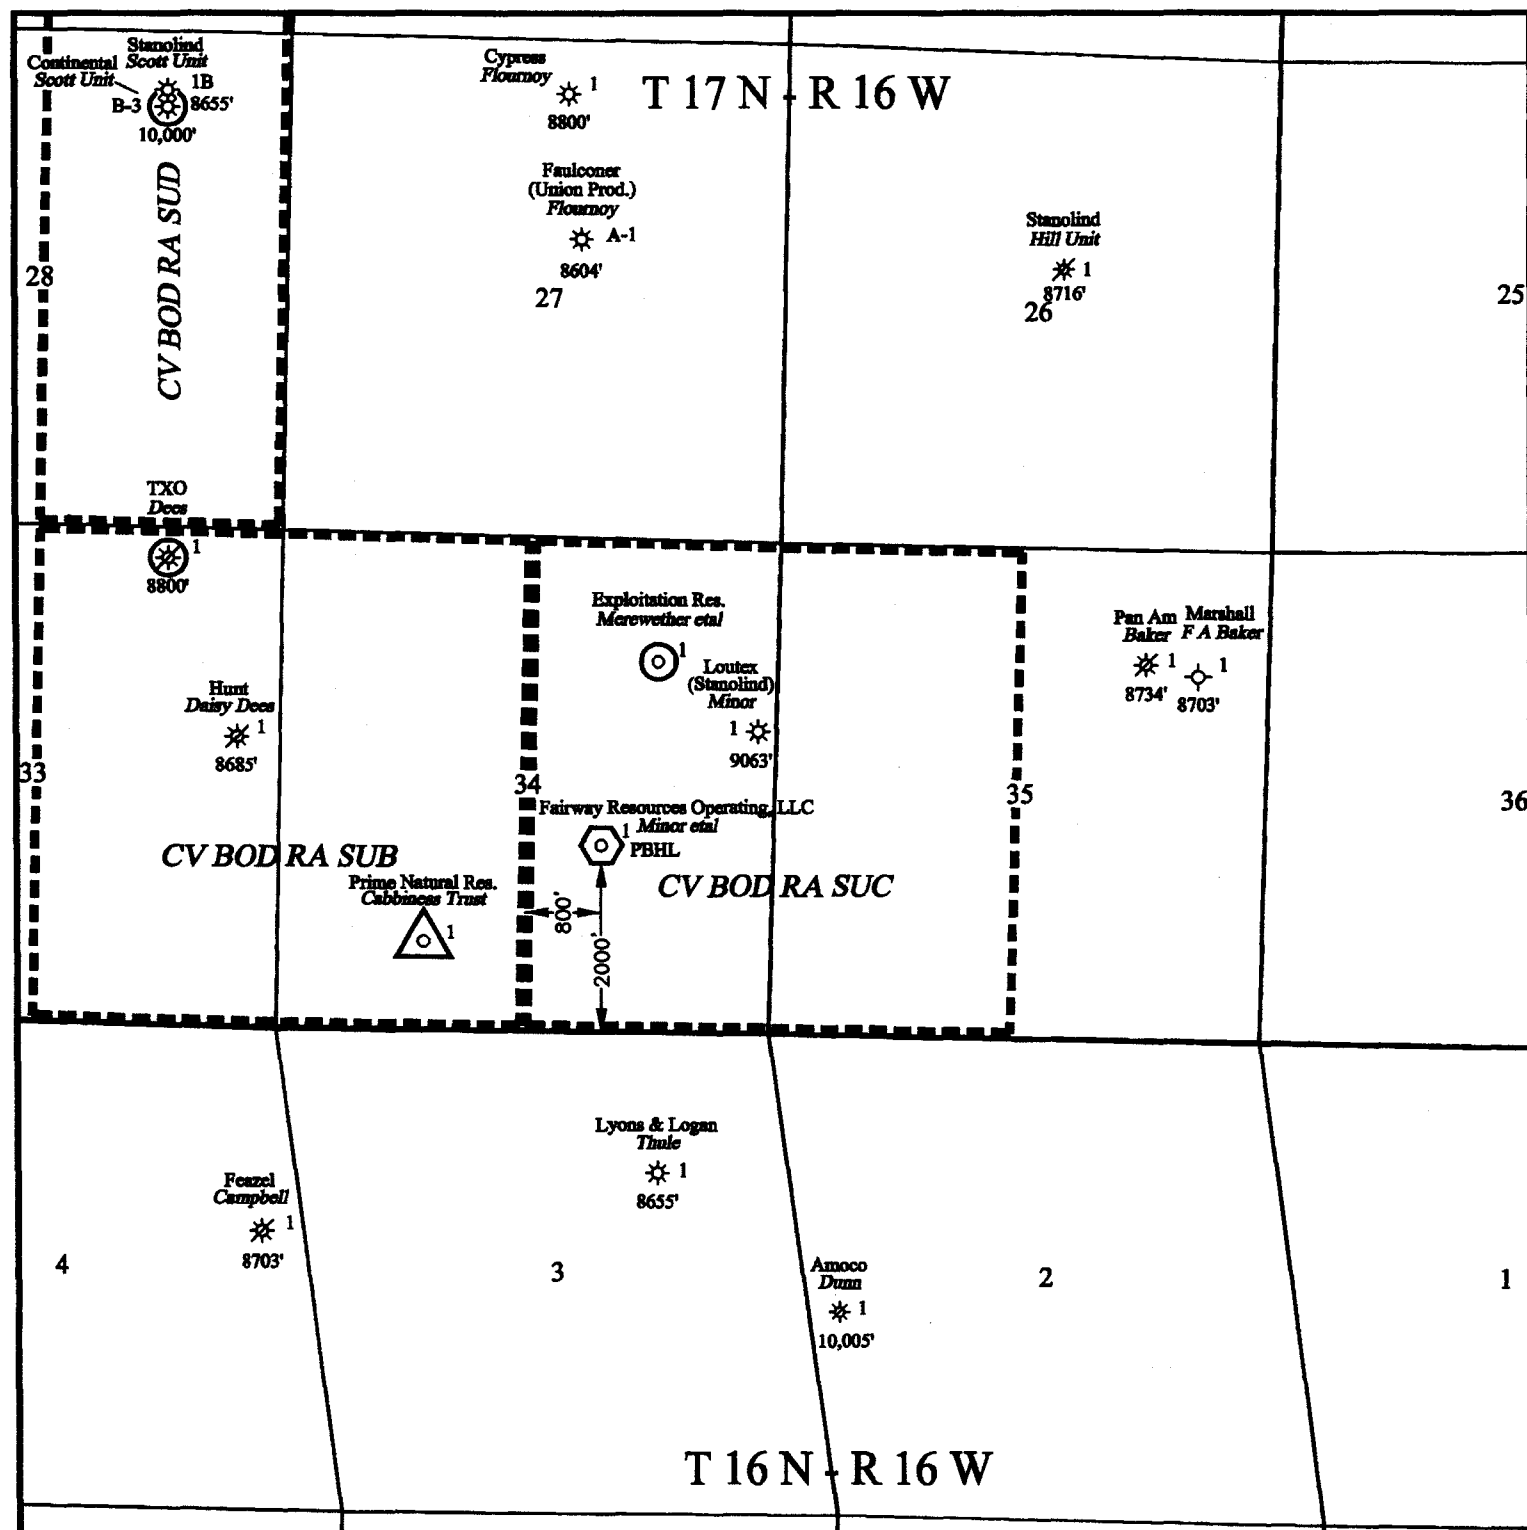 Stanolind
Scott Unit
Continental
Scott Unit
1B
8655'
B-3
10,000'
Cypress
Flournoy
1
8800'
T 17 N - R 16 W
Faulconer
(Union Prod.)
Flournoy
A-1
8604'
27
Stanolind
Hill Unit
1
8716'
26
25
28
CV BOD RA SUD
TXO
Dees
1
8800'
Exploitation Res.
Merewether etal
1
Loutex
(Stanolind)
Minor
1
9063'
Pan Am
Baker
1
8734'
Marshall
F A Baker
1
8703'
Hunt
Daisy Dees
1
8685'
33
34
35
36
Fairway Resources Operating, LLC
Minor etal
1
PBHL
CV BOD RA SUB
CV BOD RA SUC
Prime Natural Res.
Cabbiness Trust
1
800'
2000'
Lyons & Logan
Thule
1
8655'
Feazel
Campbell
1
8703'
4
3
2
1
Amoco
Dunn
1
10,005'
T 16 N - R 16 W